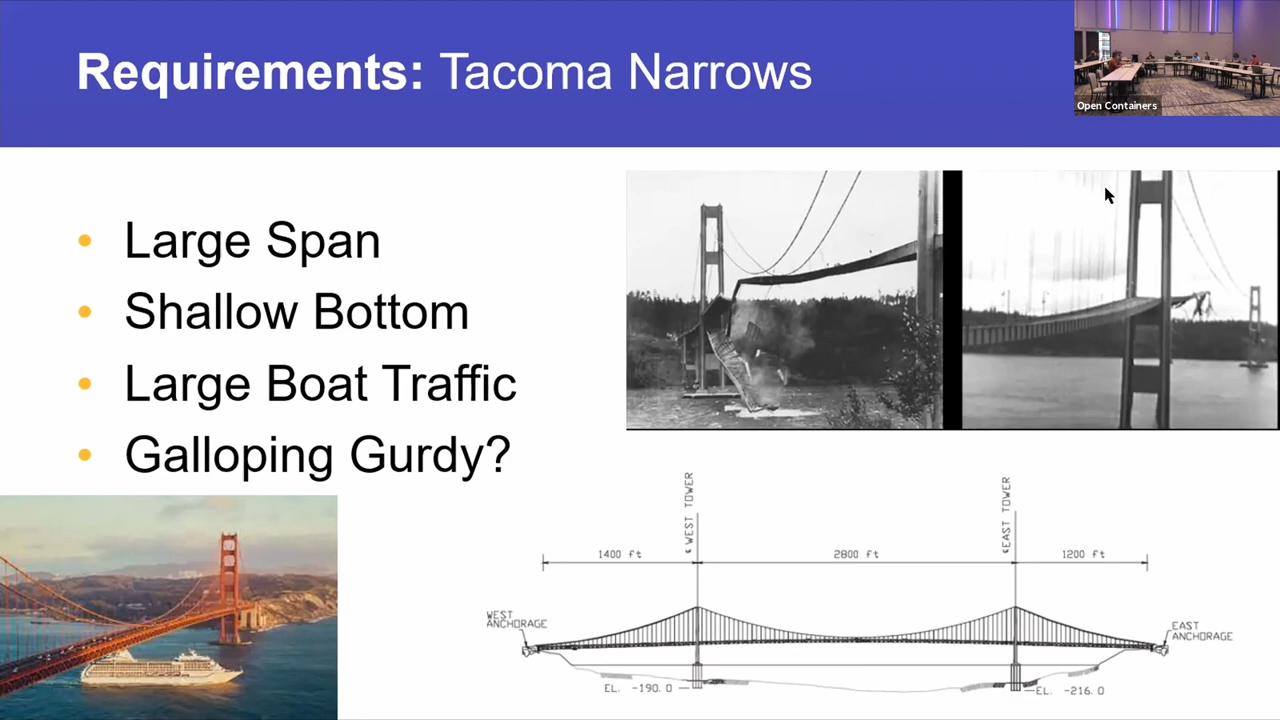 Requirements: Tacoma Narrows
Open Containers
• Large Span
• Shallow Bottom
• Large Boat Traffic
• Galloping Gurdy?
WEST TOWER
EAST TOWER
1400 ft
2800 ft
1200 ft
WEST
ANCHORAGE
EAST
ANCHORAGE
EL. -190.0
EL. -216.0